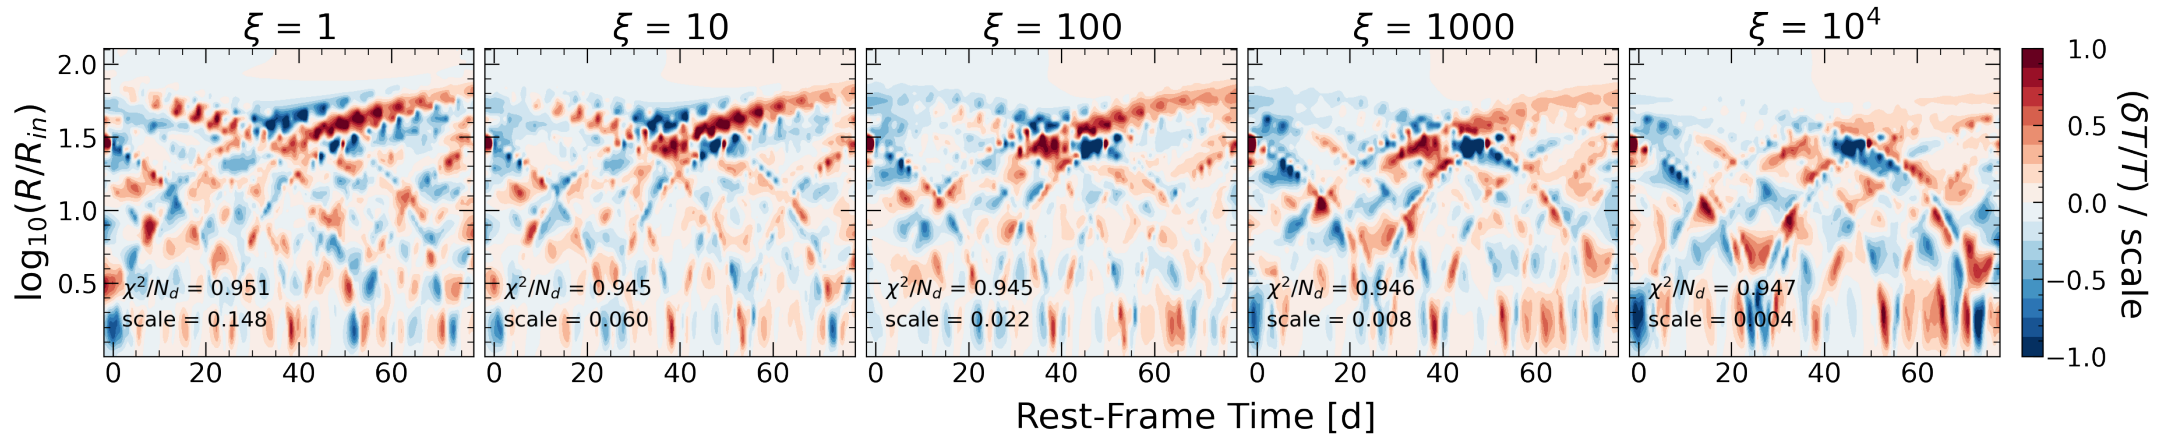 ξ = 1
ξ = 10
ξ = 100
ξ = 1000
ξ = 10⁴
log₁₀(R/Rᵢₙ)
2.0
1.5
1.0
0.5
χ²/N_d = 0.951
scale = 0.148
χ²/N_d = 0.945
scale = 0.060
χ²/N_d = 0.945
scale = 0.022
χ²/N_d = 0.946
scale = 0.008
χ²/N_d = 0.947
scale = 0.004
0 20 40 60
0 20 40 60
0 20 40 60
0 20 40 60
0 20 40 60
Rest-Frame Time [d]
1.0
0.5
0.0
−0.5
−1.0
(δT/T) / scale